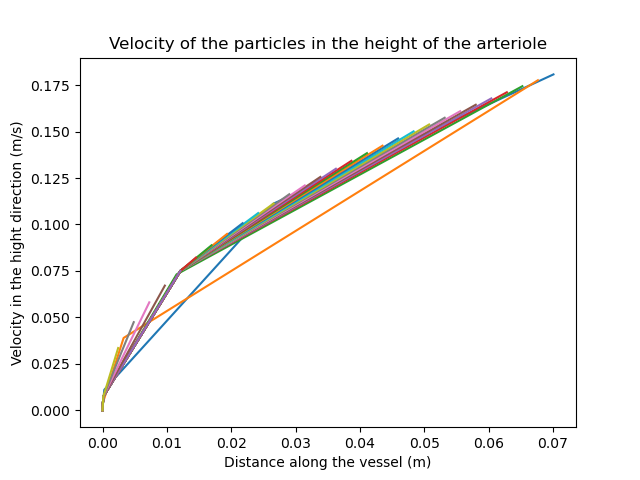 Velocity of the particles in the height of the arteriole
0.175
0.150
0.125
0.100
0.075
0.050
0.025
0.000
Velocity in the hight direction (m/s)
0.00 0.01 0.02 0.03 0.04 0.05 0.06 0.07
Distance along the vessel (m)